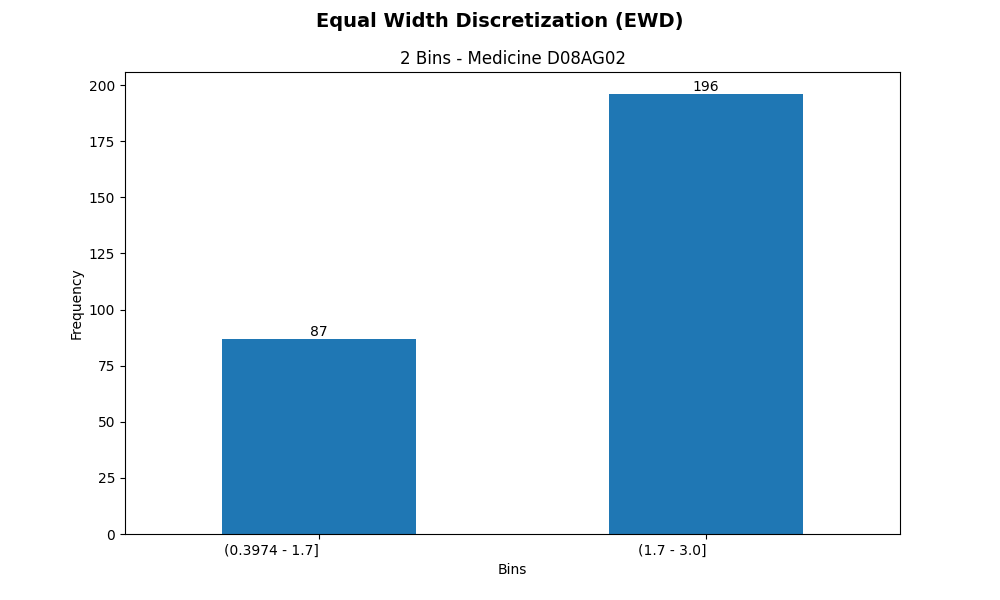 Equal Width Discretization (EWD)
2 Bins - Medicine D08AG02
200
175
150
125
100
75
50
25
0
Frequency
87
196
(0.3974 - 1.7]
(1.7 - 3.0]
Bins